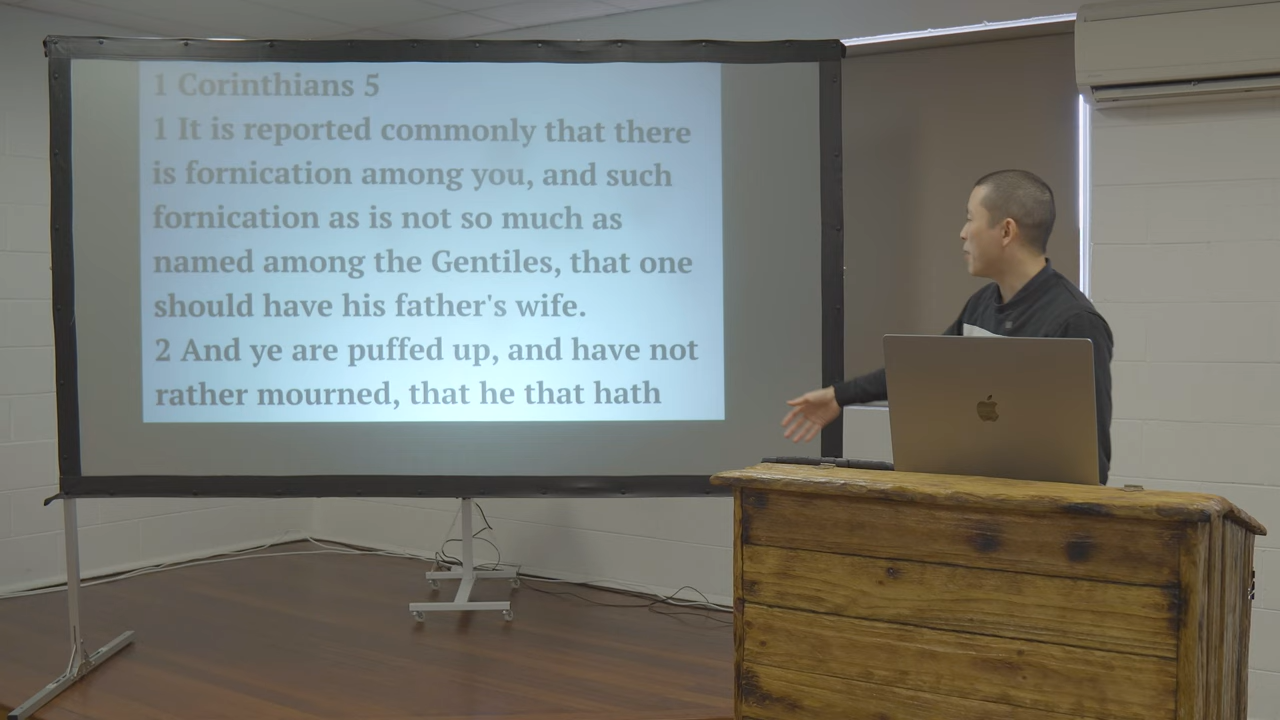 1 Corinthians 5
1 It is reported commonly that there
is fornication among you, and such
fornication as is not so much as
named among the Gentiles, that one
should have his father's wife.
2 And ye are puffed up, and have not
rather mourned, that he that hath